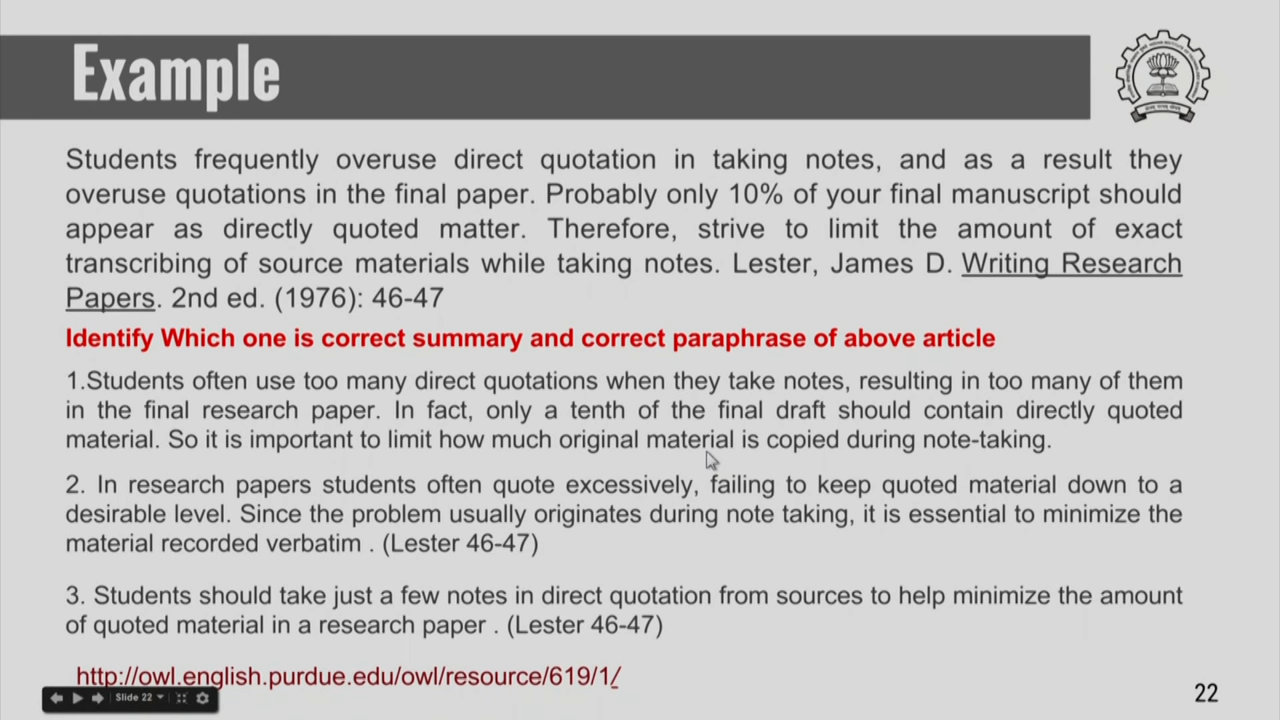 Example
Students frequently overuse direct quotation in taking notes, and as a result they
overuse quotations in the final paper. Probably only 10% of your final manuscript should
appear as directly quoted matter. Therefore, strive to limit the amount of exact
transcribing of source materials while taking notes. Lester, James D. Writing Research
Papers. 2nd ed. (1976): 46-47
Identify Which one is correct summary and correct paraphrase of above article
1.Students often use too many direct quotations when they take notes, resulting in too many of them
in the final research paper. In fact, only a tenth of the final draft should contain directly quoted
material. So it is important to limit how much original material is copied during note-taking.
2. In research papers students often quote excessively, failing to keep quoted material down to a
desirable level. Since the problem usually originates during note taking, it is essential to minimize the
material recorded verbatim . (Lester 46-47)
3. Students should take just a few notes in direct quotation from sources to help minimize the amount
of quoted material in a research paper . (Lester 46-47)
http://owl.english.purdue.edu/owl/resource/619/1/
Slide 22
22